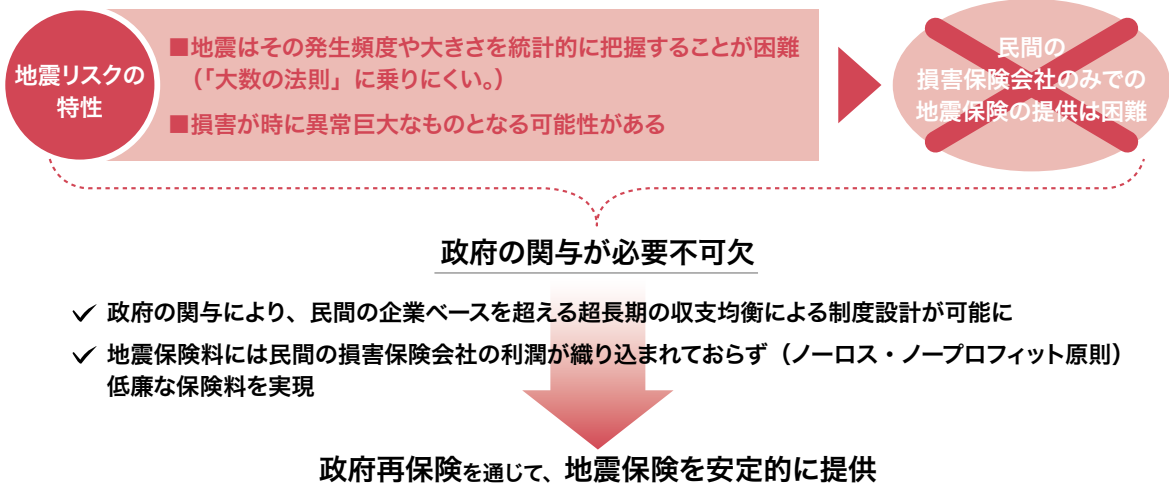 地震リスクの
特性
■地震はその発生頻度や大きさを統計的に把握することが困難
（「大数の法則」に乗りにくい。）
■損害が時に異常巨大なものとなる可能性がある
民間の
損害保険会社のみでの
地震保険の提供は困難
政府の関与が必要不可欠
✓ 政府の関与により、民間の企業ベースを超える超長期の収支均衡による制度設計が可能に
✓ 地震保険料には民間の損害保険会社の利潤が織り込まれておらず（ノーロス・ノープロフィット原則）
低廉な保険料を実現
政府再保険を通じて、地震保険を安定的に提供